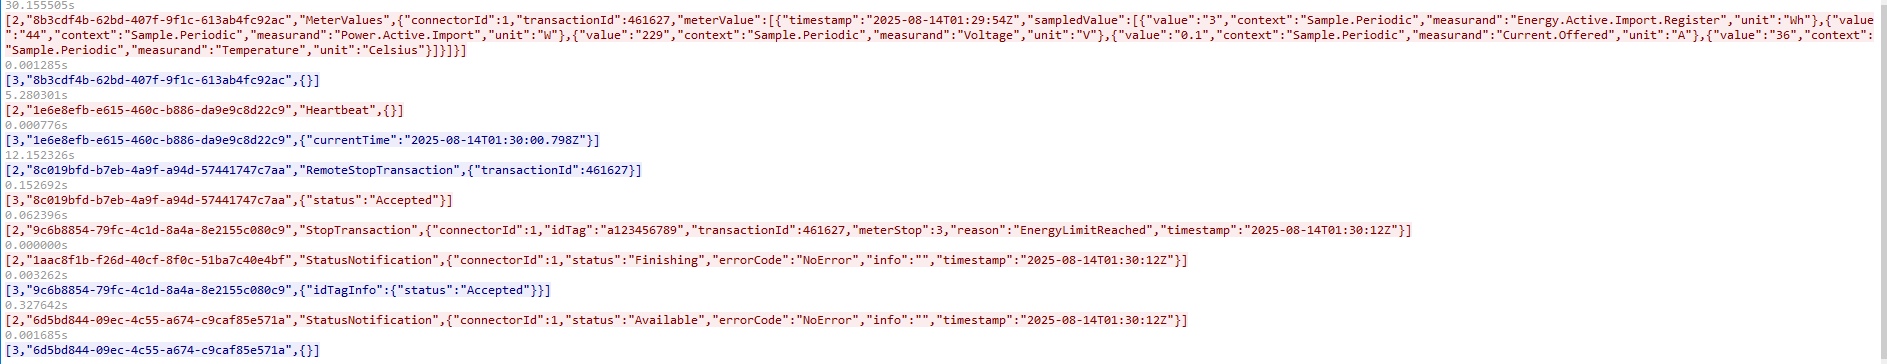 30.155505s
[2,"8b3cdf4b-62bd-407f-9f1c-613ab4fc92ac","MeterValues",{"connectorId":1,"transactionId":461627,"meterValue":[{"timestamp":"2025-08-14T01:29:54Z","sampledValue":[{"value":"3","context":"Sample.Periodic","measurand":"Energy.Active.Import.Register","unit":"Wh"},{"value
":"44","context":"Sample.Periodic","measurand":"Power.Active.Import","unit":"W"},{"value":"229","context":"Sample.Periodic","measurand":"Voltage","unit":"V"},{"value":"0.1","context":"Sample.Periodic","measurand":"Current.Offered","unit":"A"},{"value":"36","context":
"Sample.Periodic","measurand":"Temperature","unit":"Celsius"}]}]}]
0.001285s
[3,"8b3cdf4b-62bd-407f-9f1c-613ab4fc92ac",{}]
5.280301s
[2,"1e6e8efb-e615-460c-b886-da9e9c8d22c9","Heartbeat",{}]
0.000776s
[3,"1e6e8efb-e615-460c-b886-da9e9c8d22c9",{"currentTime":"2025-08-14T01:30:00.798Z"}]
12.152326s
[2,"8c019bfd-b7eb-4a9f-a94d-57441747c7aa","RemoteStopTransaction",{"transactionId":461627}]
0.152692s
[3,"8c019bfd-b7eb-4a9f-a94d-57441747c7aa",{"status":"Accepted"}]
0.062396s
[2,"9c6b8854-79fc-4c1d-8a4a-8e2155c080c9","StopTransaction",{"connectorId":1,"idTag":"a123456789","transactionId":461627,"meterStop":3,"reason":"EnergyLimitReached","timestamp":"2025-08-14T01:30:12Z"}]
0.000000s
[2,"1aac8f1b-f26d-40cf-8f0c-51ba7c40e4bf","StatusNotification",{"connectorId":1,"status":"Finishing","errorCode":"NoError","info":"","timestamp":"2025-08-14T01:30:12Z"}]
0.003262s
[3,"9c6b8854-79fc-4c1d-8a4a-8e2155c080c9",{"idTagInfo":{"status":"Accepted"}}]
0.327642s
[2,"6d5bd844-09ec-4c55-a674-c9caf85e571a","StatusNotification",{"connectorId":1,"status":"Available","errorCode":"NoError","info":"","timestamp":"2025-08-14T01:30:12Z"}]
0.001685s
[3,"6d5bd844-09ec-4c55-a674-c9caf85e571a",{}]